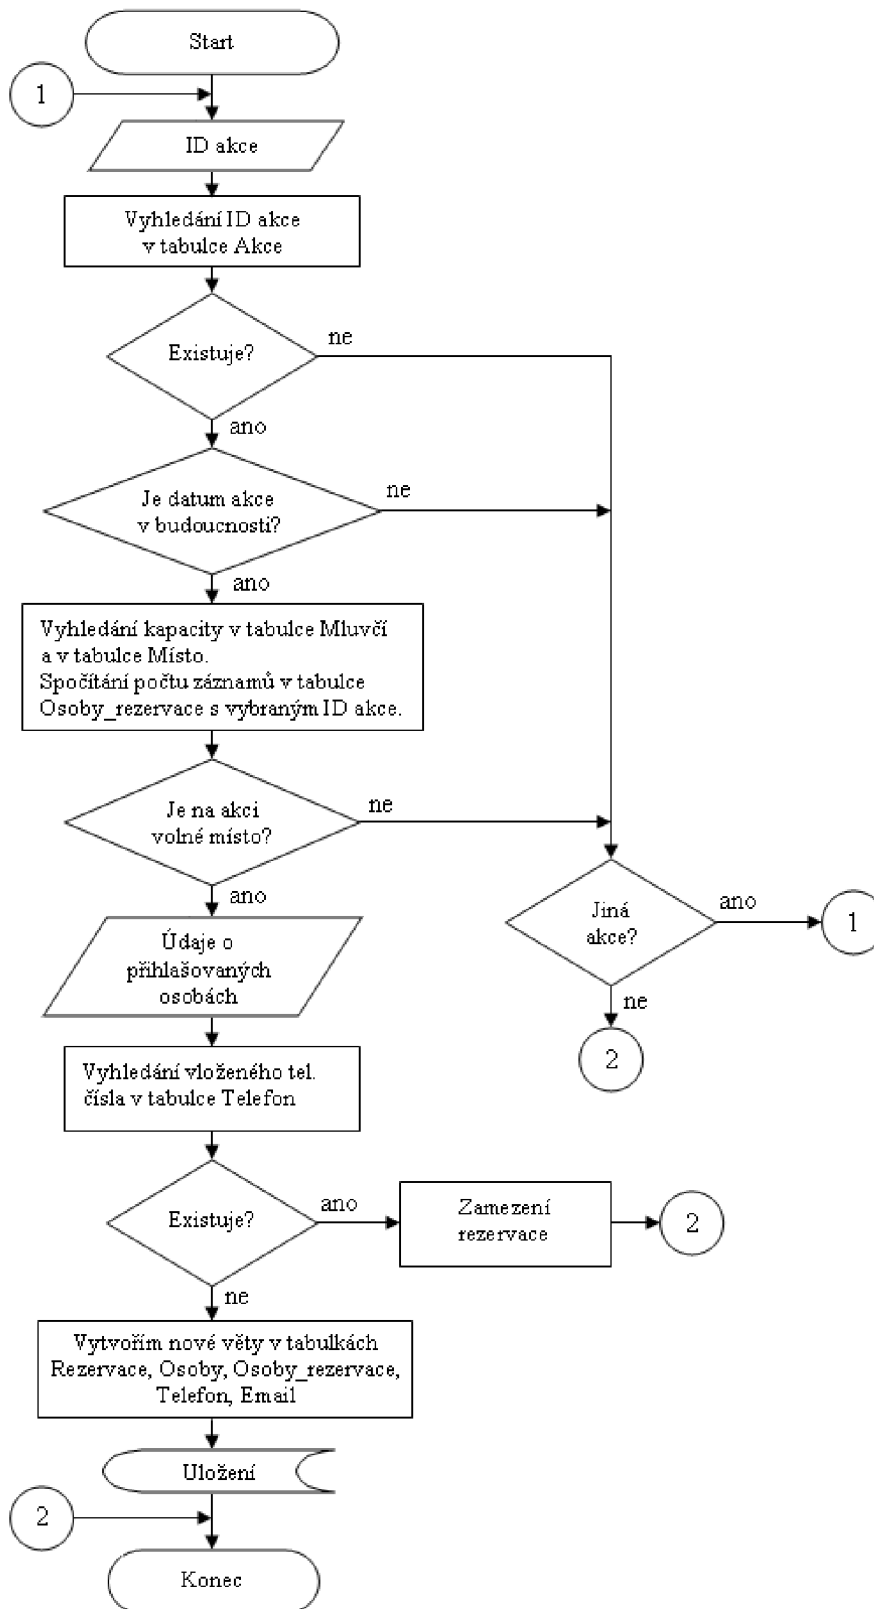 Start
1
ID akce
Vyhledání ID akce
v tabulce Akce
Existuje?
ne
ano
Je datum akce
v budoucnosti?
ne
ano
Vyhledání kapacity v tabulce Mluvčí
a v tabulce Místo.
Spočítání počtu záznamů v tabulce
Osoby_rezervace s vybraným ID akce.
Je na akci
volné místo?
ne
ano
Jiná
akce?
ano
1
ne
2
Údaje o
přihlašovaných
osobách
Vyhledání vloženého tel.
čísla v tabulce Telefon
Existuje?
ano
Zamezení
rezervace
2
ne
Vytvořím nové věty v tabulkách
Rezervace, Osoby, Osoby_rezervace,
Telefon, Email
Uložení
2
Konec